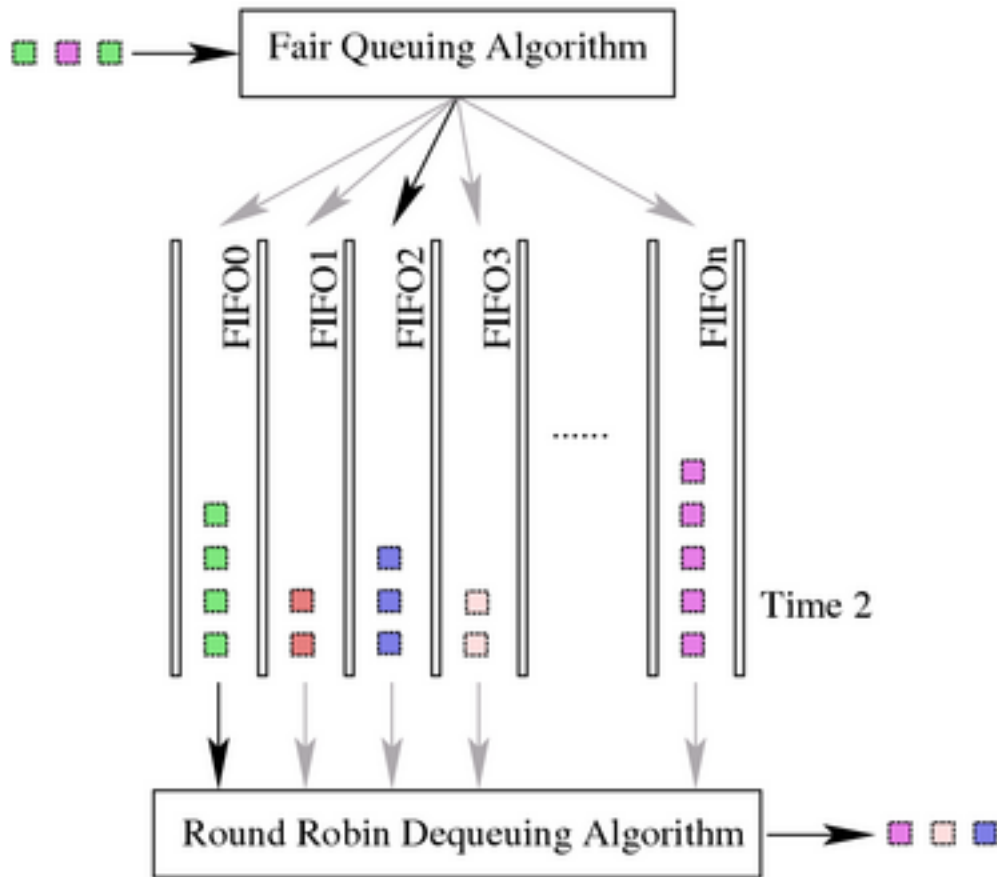 Fair Queuing Algorithm
FIFO0
FIFO1
FIFO2
FIFO3
FIFOn
......
Time 2
Round Robin Dequeuing Algorithm